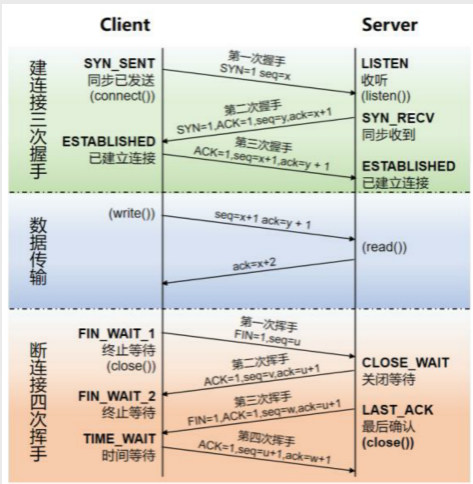 Client Server
建连接三次握手
SYN_SENT
同步已发送
(connect())
第一次握手
SYN=1 seq=x
LISTEN
收听
(listen())
第二次握手
SYN=1,ACK=1,seq=y,ack=x+1
SYN_RECV
同步收到
ESTABLISHED
已建立连接
第三次握手
ACK=1,seq=x+1,ack=y + 1
ESTABLISHED
已建立连接
数据传输
(write())
seq=x+1 ack=y + 1
(read())
ack=x+2
断连接四次挥手
FIN_WAIT_1
终止等待
(close())
第一次挥手
FIN=1,seq=u
第二次挥手
ACK=1,seq=v,ack=u+1
CLOSE_WAIT
关闭等待
FIN_WAIT_2
终止等待
第三次挥手
FIN=1,ACK=1,seq=w,ack=u+1
LAST_ACK
最后确认
(close())
TIME_WAIT
时间等待
第四次挥手
ACK=1,seq=u+1,ack=w+1